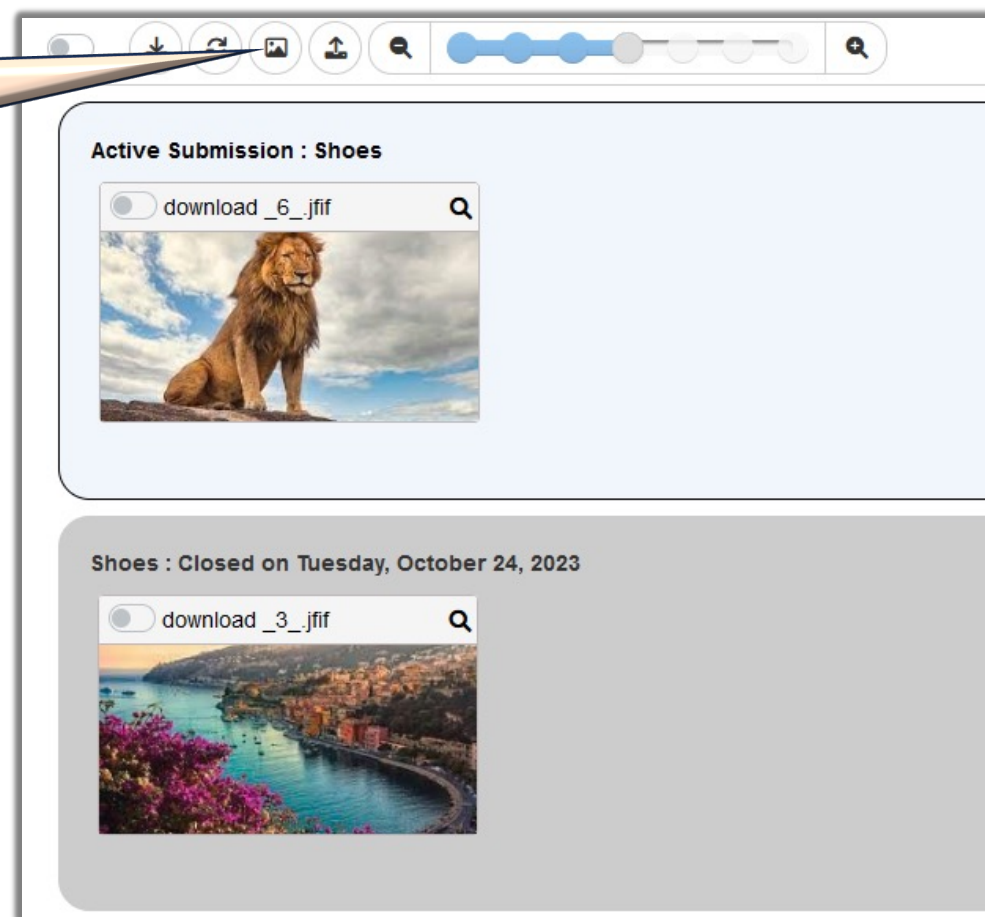 Active Submission : Shoes
download _6_.jfif
Shoes : Closed on Tuesday, October 24, 2023
download _3_.jfif